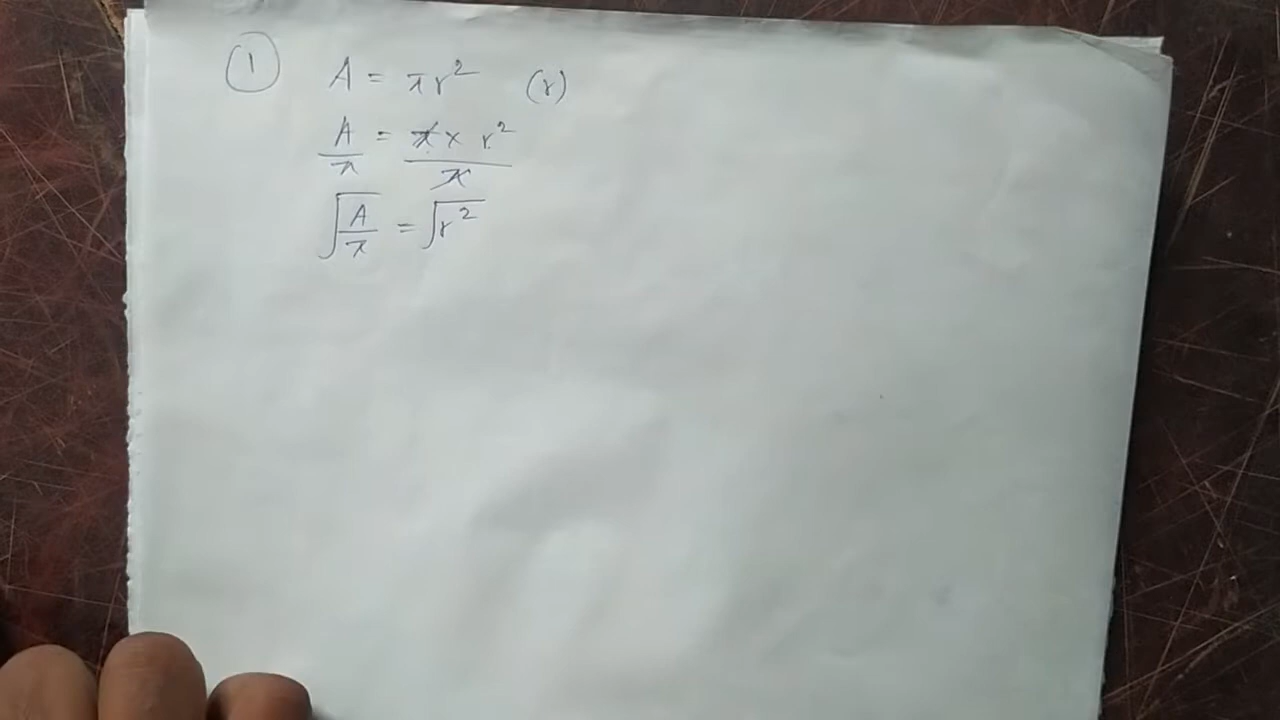 ① A = πr² (r)
A/π = π × r²/π
√(A/π) = √(r²)